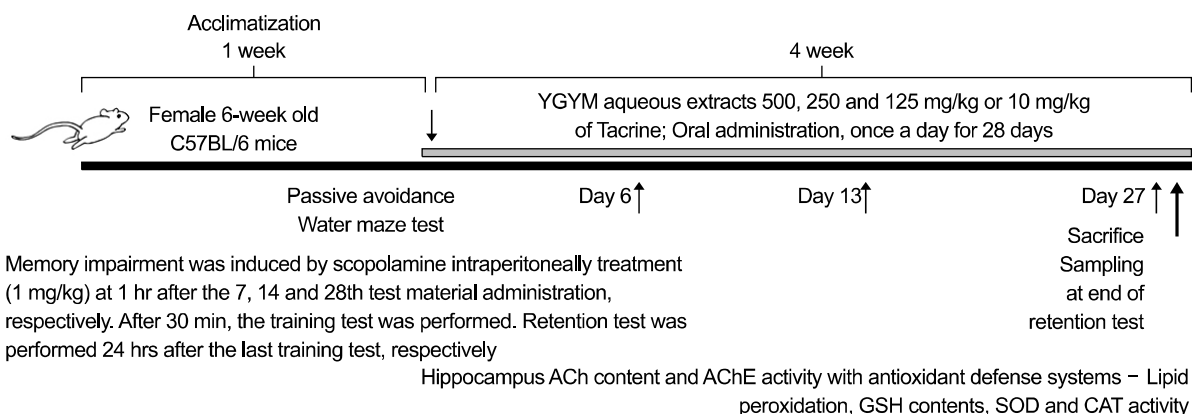 Acclimatization
1 week
4 week
Female 6-week old
C57BL/6 mice
YGYM aqueous extracts 500, 250 and 125 mg/kg or 10 mg/kg
of Tacrine; Oral administration, once a day for 28 days
Passive avoidance
Water maze test
Day 6
Day 13
Day 27
Sacrifice
Sampling
at end of
retention test
Memory impairment was induced by scopolamine intraperitoneally treatment
(1 mg/kg) at 1 hr after the 7, 14 and 28th test material administration,
respectively. After 30 min, the training test was performed. Retention test was
performed 24 hrs after the last training test, respectively
Hippocampus ACh content and AChE activity with antioxidant defense systems − Lipid
peroxidation, GSH contents, SOD and CAT activity